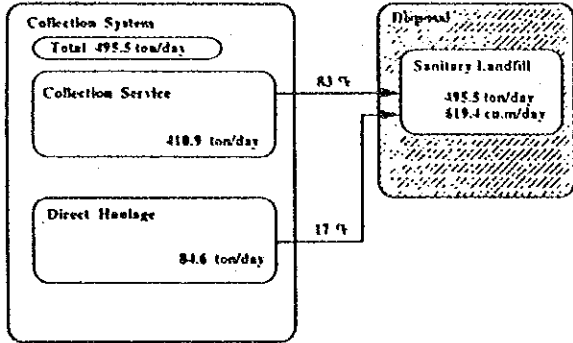 Collection System
Total 495.5 ton/day
Collection Service
410.9 ton/day
Direct Haulage
84.6 ton/day
83 %
17 %
Disposal
Sanitary Landfill
495.5 ton/day
619.4 cu.m/day